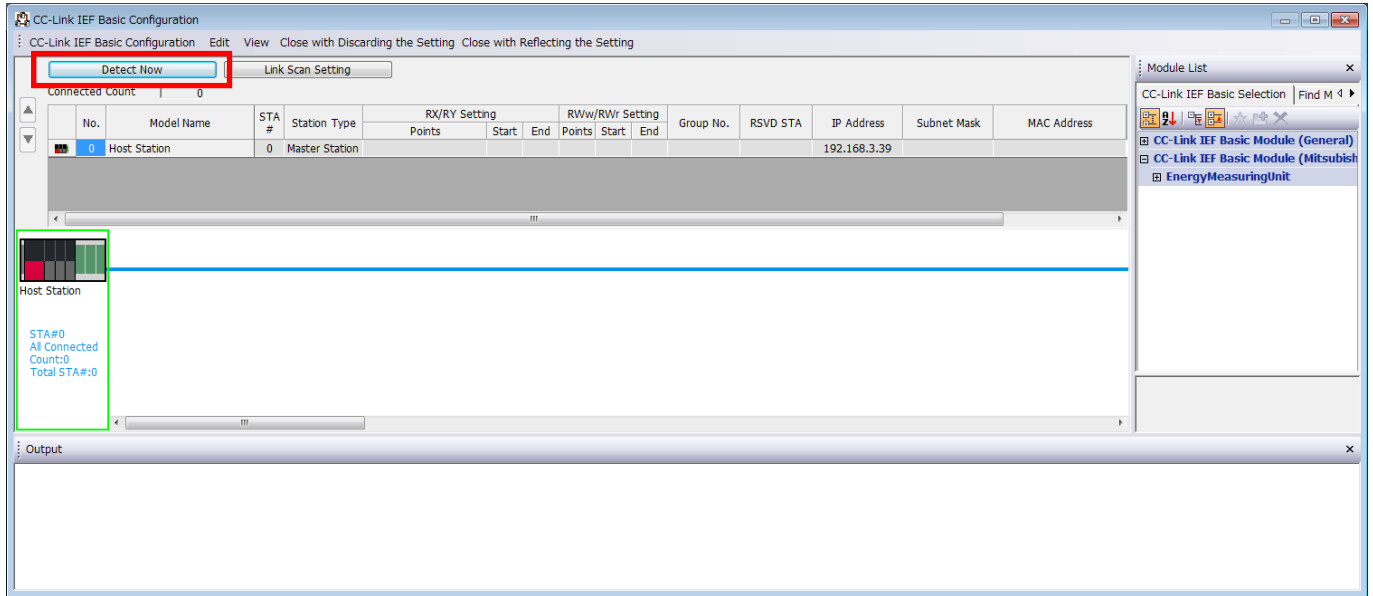 CC-Link IEF Basic Configuration
CC-Link IEF Basic Configuration Edit View Close with Discarding the Setting Close with Reflecting the Setting
Detect Now Link Scan Setting
Connected Count 0
No. Model Name STA # Station Type RX/RY Setting RWw/RWr Setting Group No. RSVD STA IP Address Subnet Mask MAC Address
Points Start End Points Start End
0 Host Station 0 Master Station 192.168.3.39
Host Station
STA#0
All Connected
Count:0
Total STA#:0
Module List
CC-Link IEF Basic Selection Find M
CC-Link IEF Basic Module (General)
CC-Link IEF Basic Module (Mitsubish
EnergyMeasuringUnit
Output